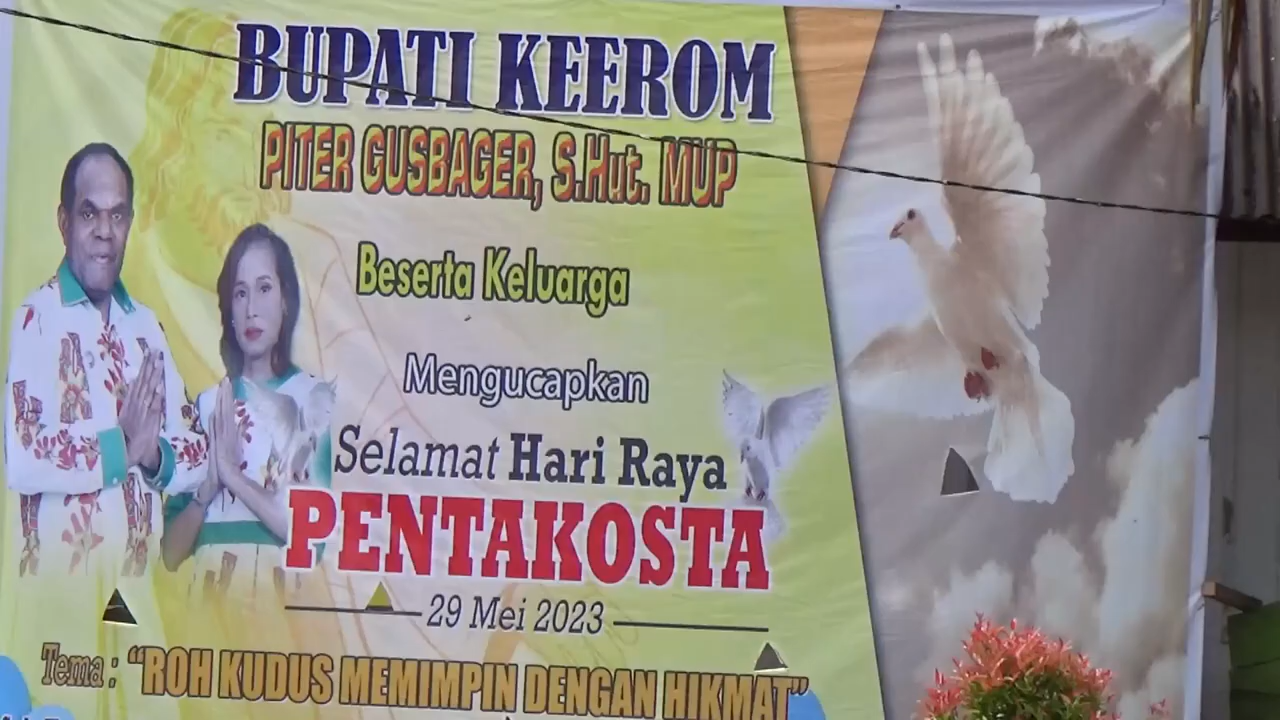 BUPATI KEEROM
PITER GUSBAGER, S.Hut. MUP
Beserta Keluarga
Mengucapkan
Selamat Hari Raya
PENTAKOSTA
29 Mei 2023
Tema : "ROH KUDUS MEMIMPIN DENGAN HIKMAT"